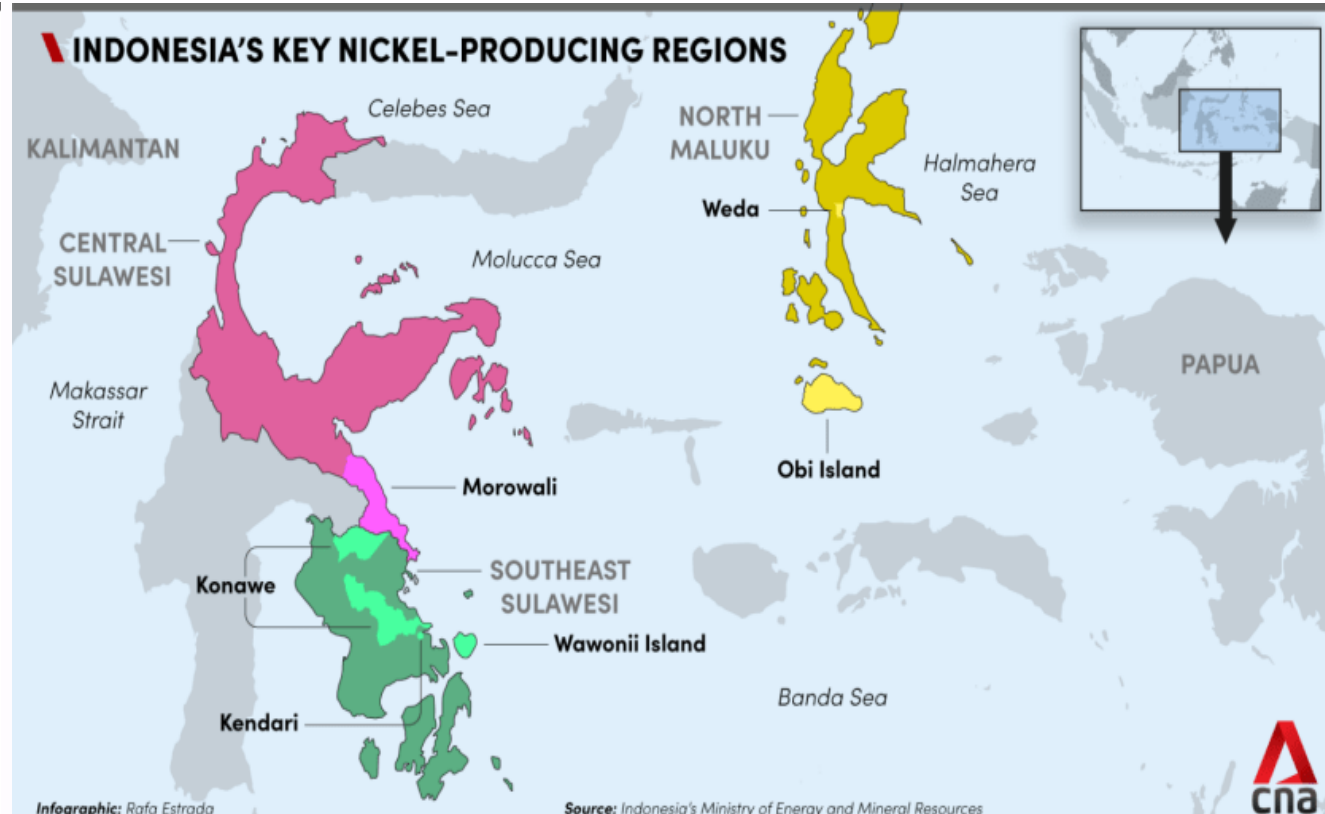 INDONESIA'S KEY NICKEL-PRODUCING REGIONS
Celebes Sea
KALIMANTAN
NORTH
MALUKU
Halmahera
Sea
Weda
CENTRAL
SULAWESI
Molucca Sea
Makassar
Strait
PAPUA
Obi Island
Morowali
Konawe
SOUTHEAST
SULAWESI
Wawonii Island
Banda Sea
Kendari
Infographic: Rafa Estrada
Source: Indonesia's Ministry of Energy and Mineral Resources
cna